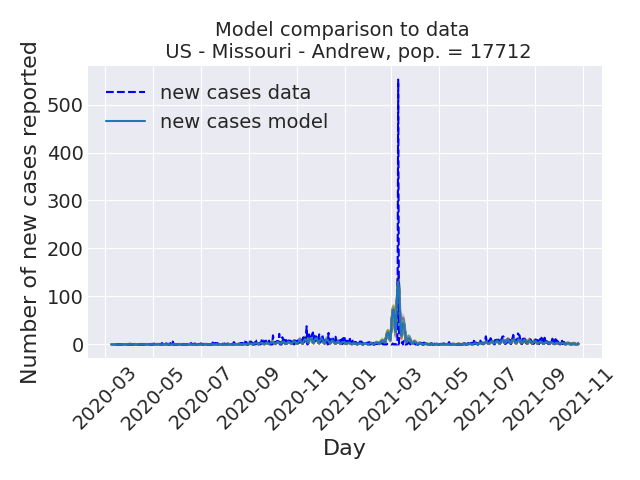 Model comparison to data
US - Missouri - Andrew, pop. = 17712
Number of new cases reported
500
400
300
200
100
0
new cases data
new cases model
2020-03
2020-05
2020-07
2020-09
2020-11
2021-01
2021-03
2021-05
2021-07
2021-09
2021-11
Day